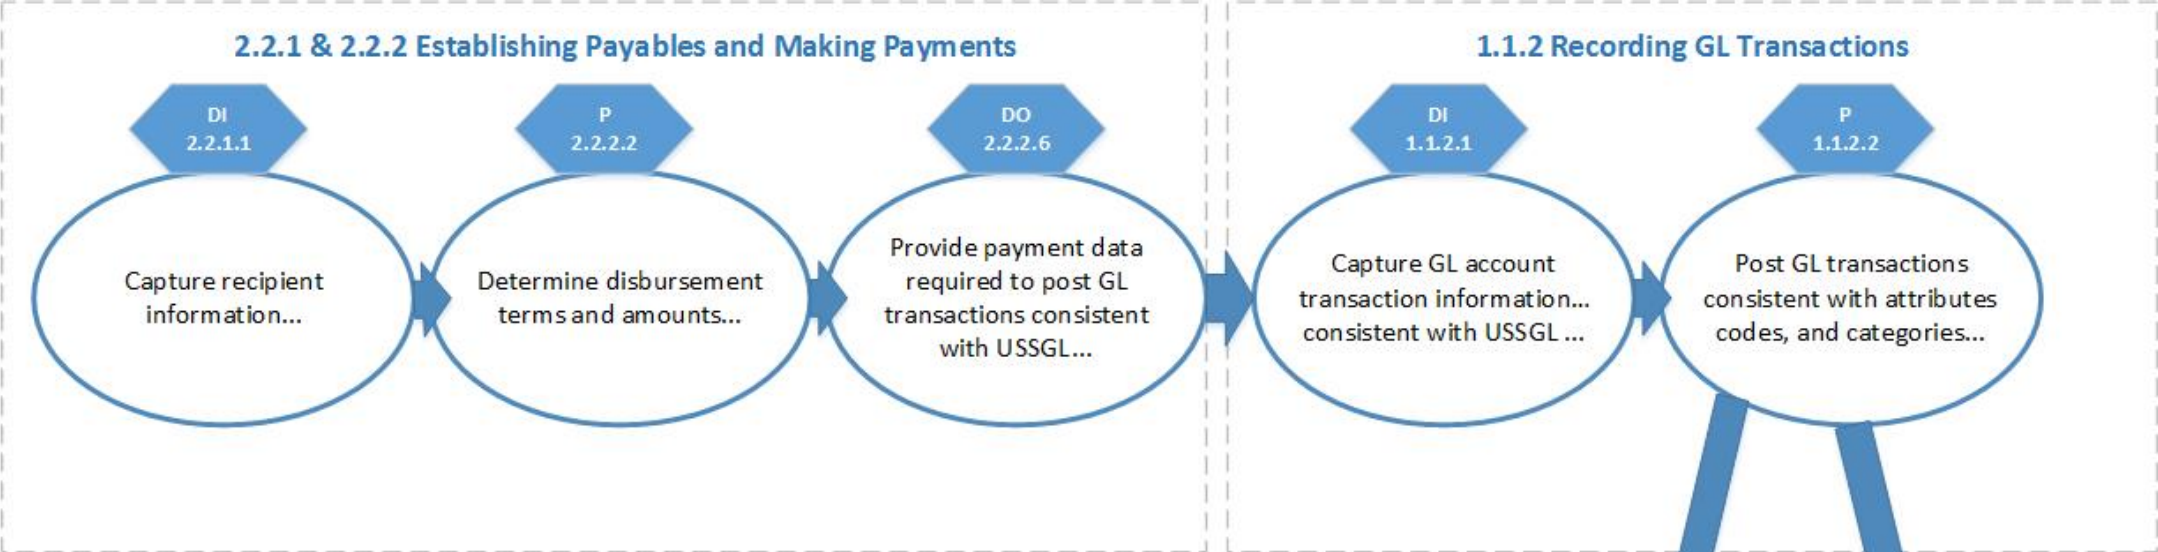 2.2.1 & 2.2.2 Establishing Payables and Making Payments
DI
2.2.1.1
Capture recipient
information...
P
2.2.2.2
Determine disbursement
terms and amounts...
DO
2.2.2.6
Provide payment data
required to post GL
transactions consistent
with USSGL...
1.1.2 Recording GL Transactions
DI
1.1.2.1
Capture GL account
transaction information...
consistent with USSGL ...
P
1.1.2.2
Post GL transactions
consistent with attributes
codes, and categories...